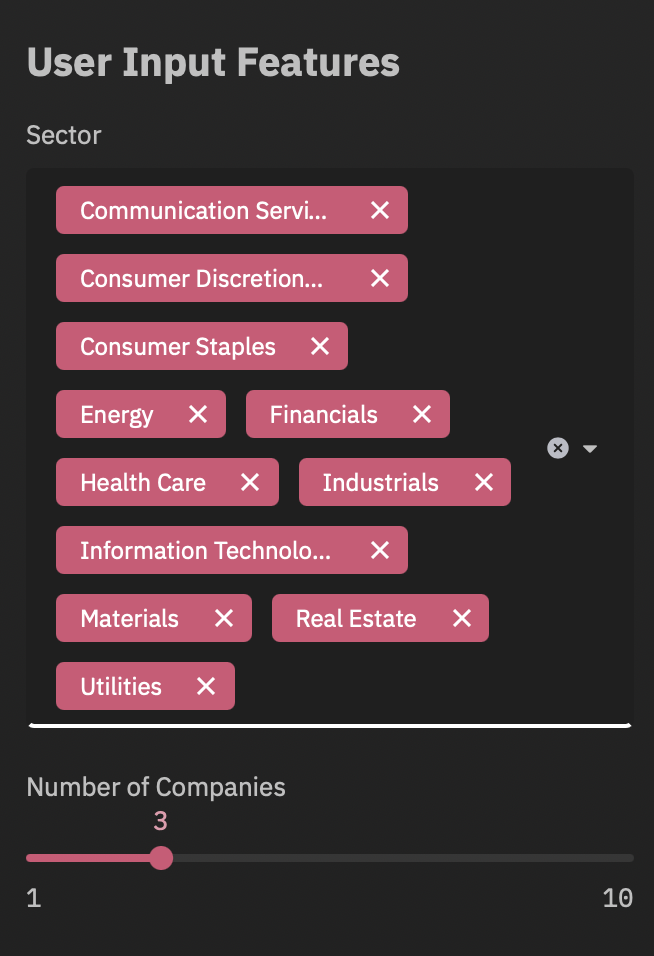 User Input Features
Sector
Communication Servi...
Consumer Discretion...
Consumer Staples
Energy Financials
Health Care Industrials
Information Technolo...
Materials Real Estate
Utilities
Number of Companies
3
1 10